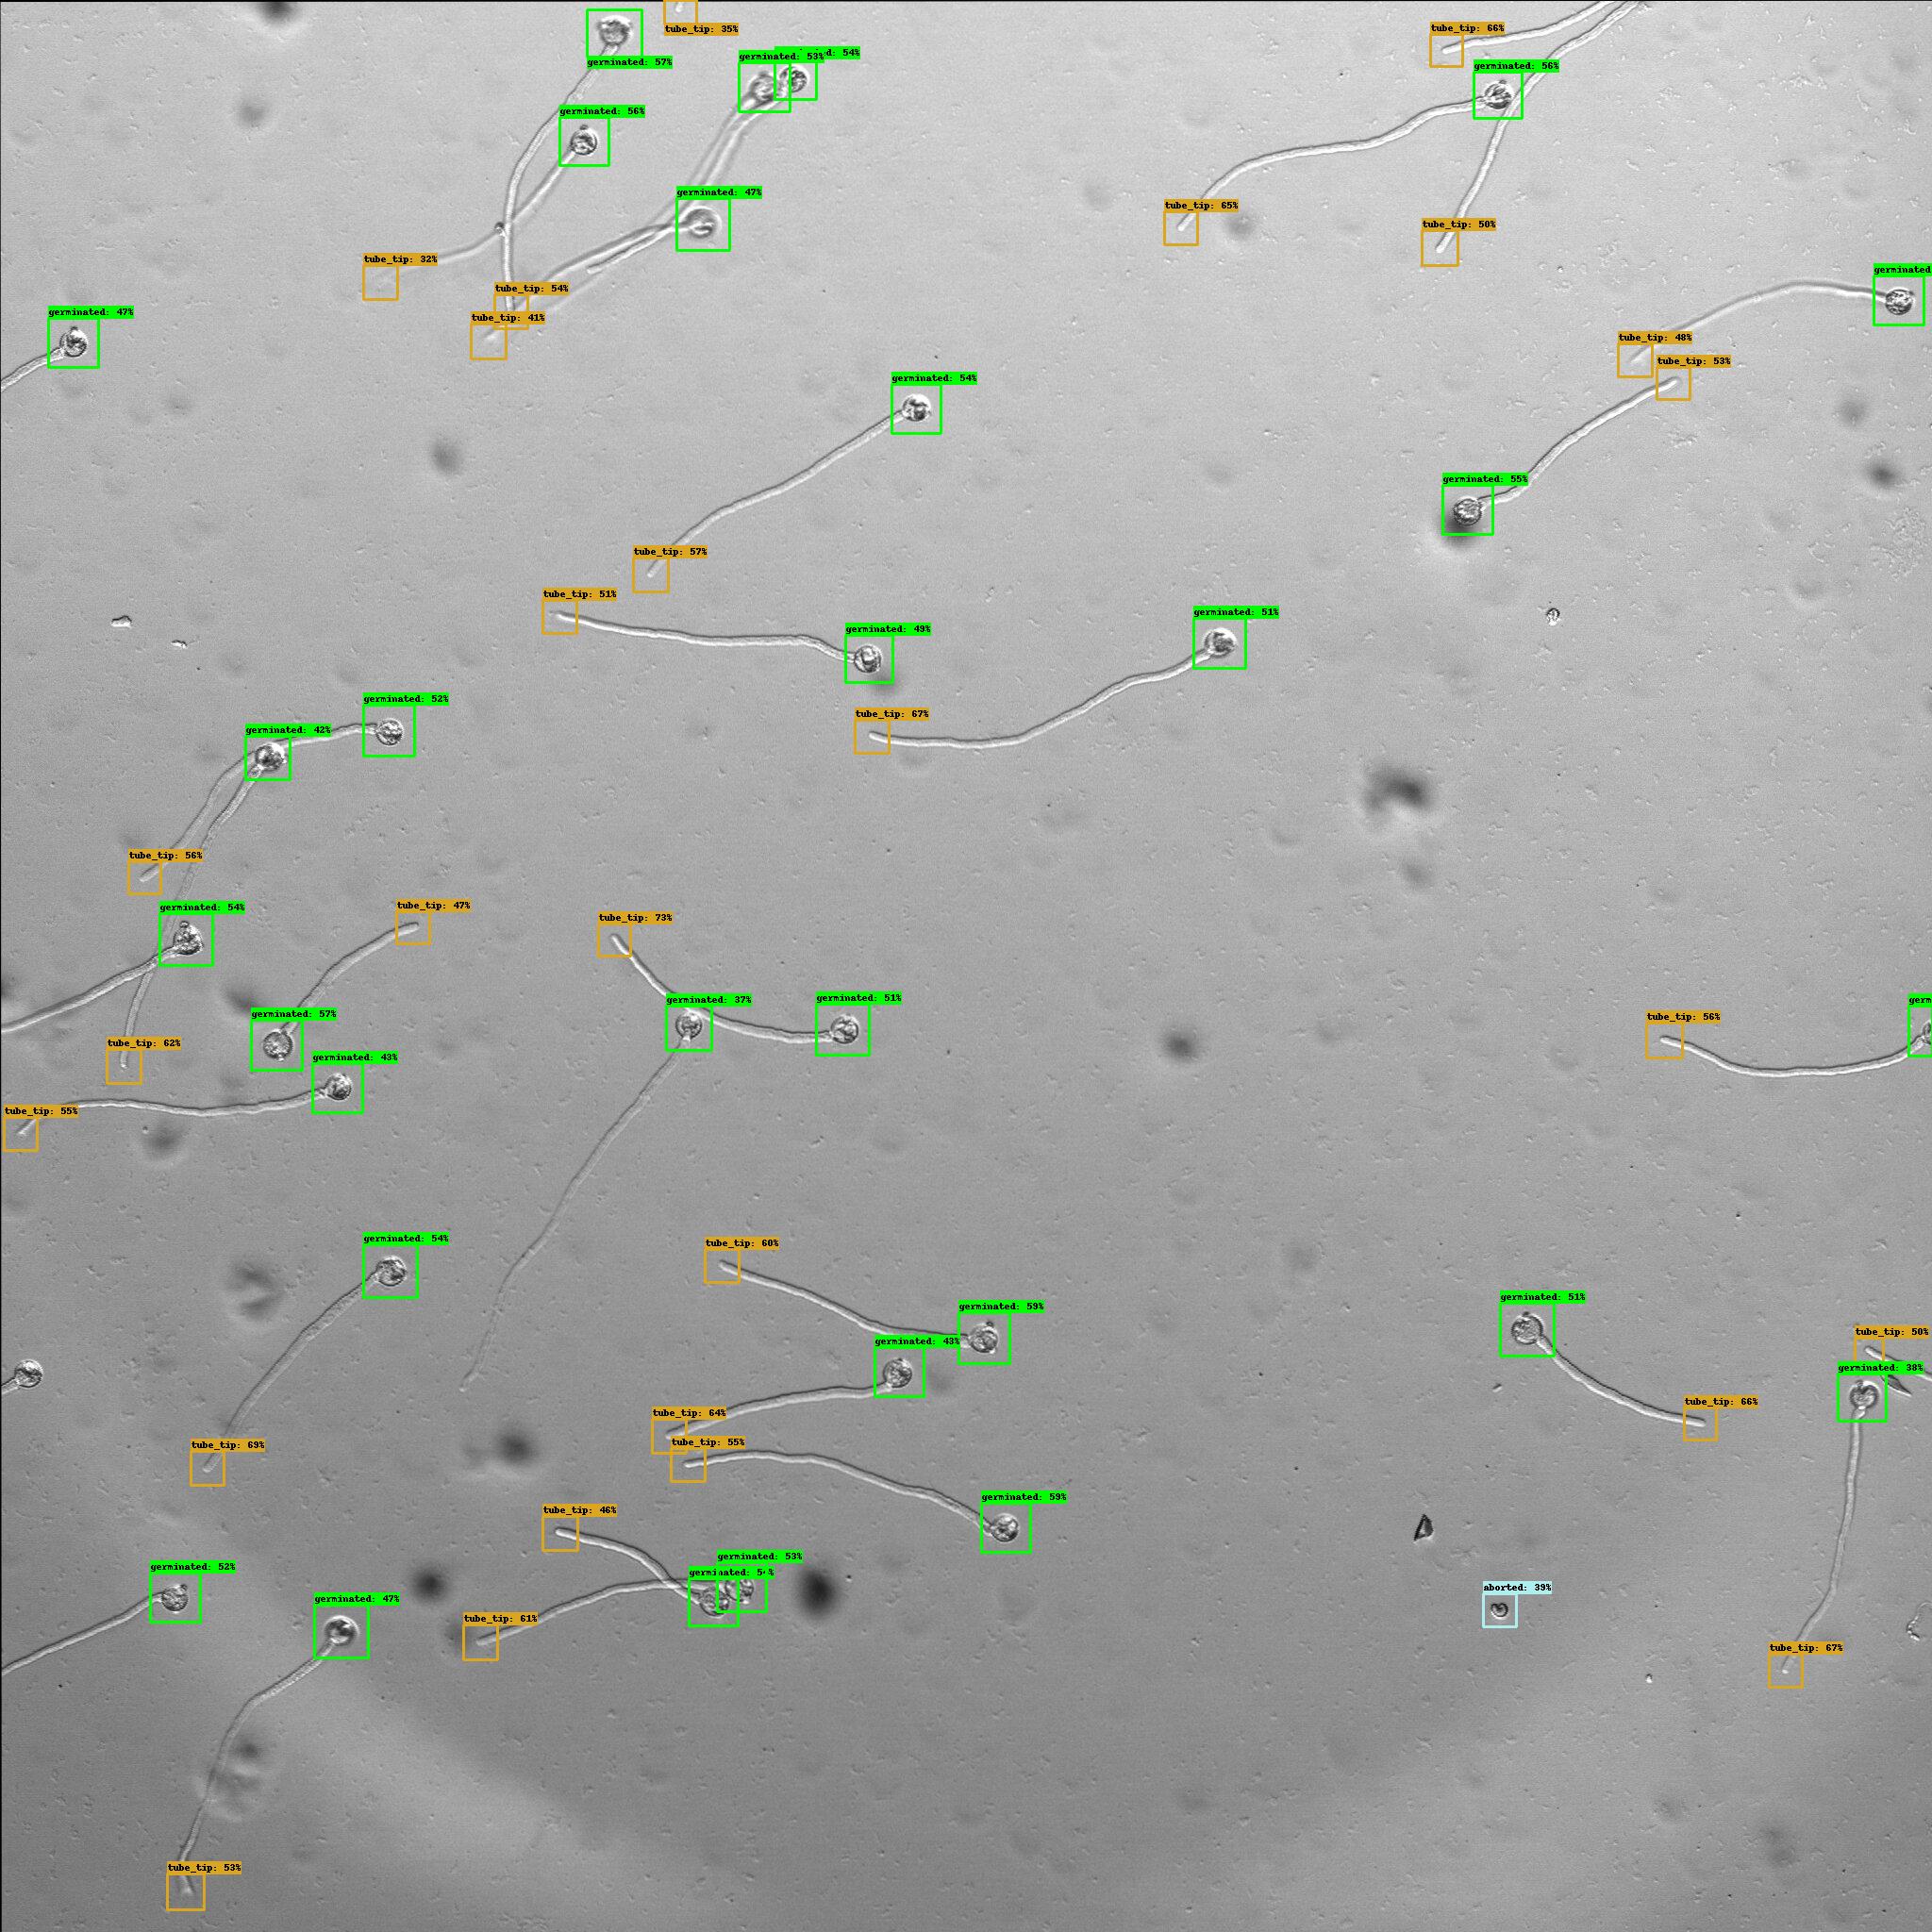 tube_tip: 35%
tube_tip: 66%
germinated: 57%
germinated: 53%
d: 54%
germinated: 56%
germinated: 56%
germinated: 47%
tube_tip: 65%
tube_tip: 50%
tube_tip: 32%
germinated
tube_tip: 54%
germinated: 47%
tube_tip: 41%
tube_tip: 48%
tube_tip: 53%
germinated: 54%
germinated: 55%
tube_tip: 57%
tube_tip: 51%
germinated: 51%
germinated: 49%
germinated: 52%
tube_tip: 67%
germinated: 42%
tube_tip: 56%
germinated: 54%
tube_tip: 47%
tube_tip: 73%
germinated: 37%
germinated: 51%
germ
germinated: 57%
tube_tip: 56%
tube_tip: 62%
germinated: 43%
tube_tip: 55%
germinated: 54%
tube_tip: 60%
germinated: 51%
germinated: 59%
tube_tip: 50%
germinated: 43%
germinated: 38%
tube_tip: 66%
tube_tip: 64%
tube_tip: 55%
tube_tip: 69%
germinated: 59%
tube_tip: 46%
germinated: 53%
germinated: 52%
germi
54%
aborted: 39%
germinated: 47%
tube_tip: 61%
tube_tip: 67%
tube_tip: 53%